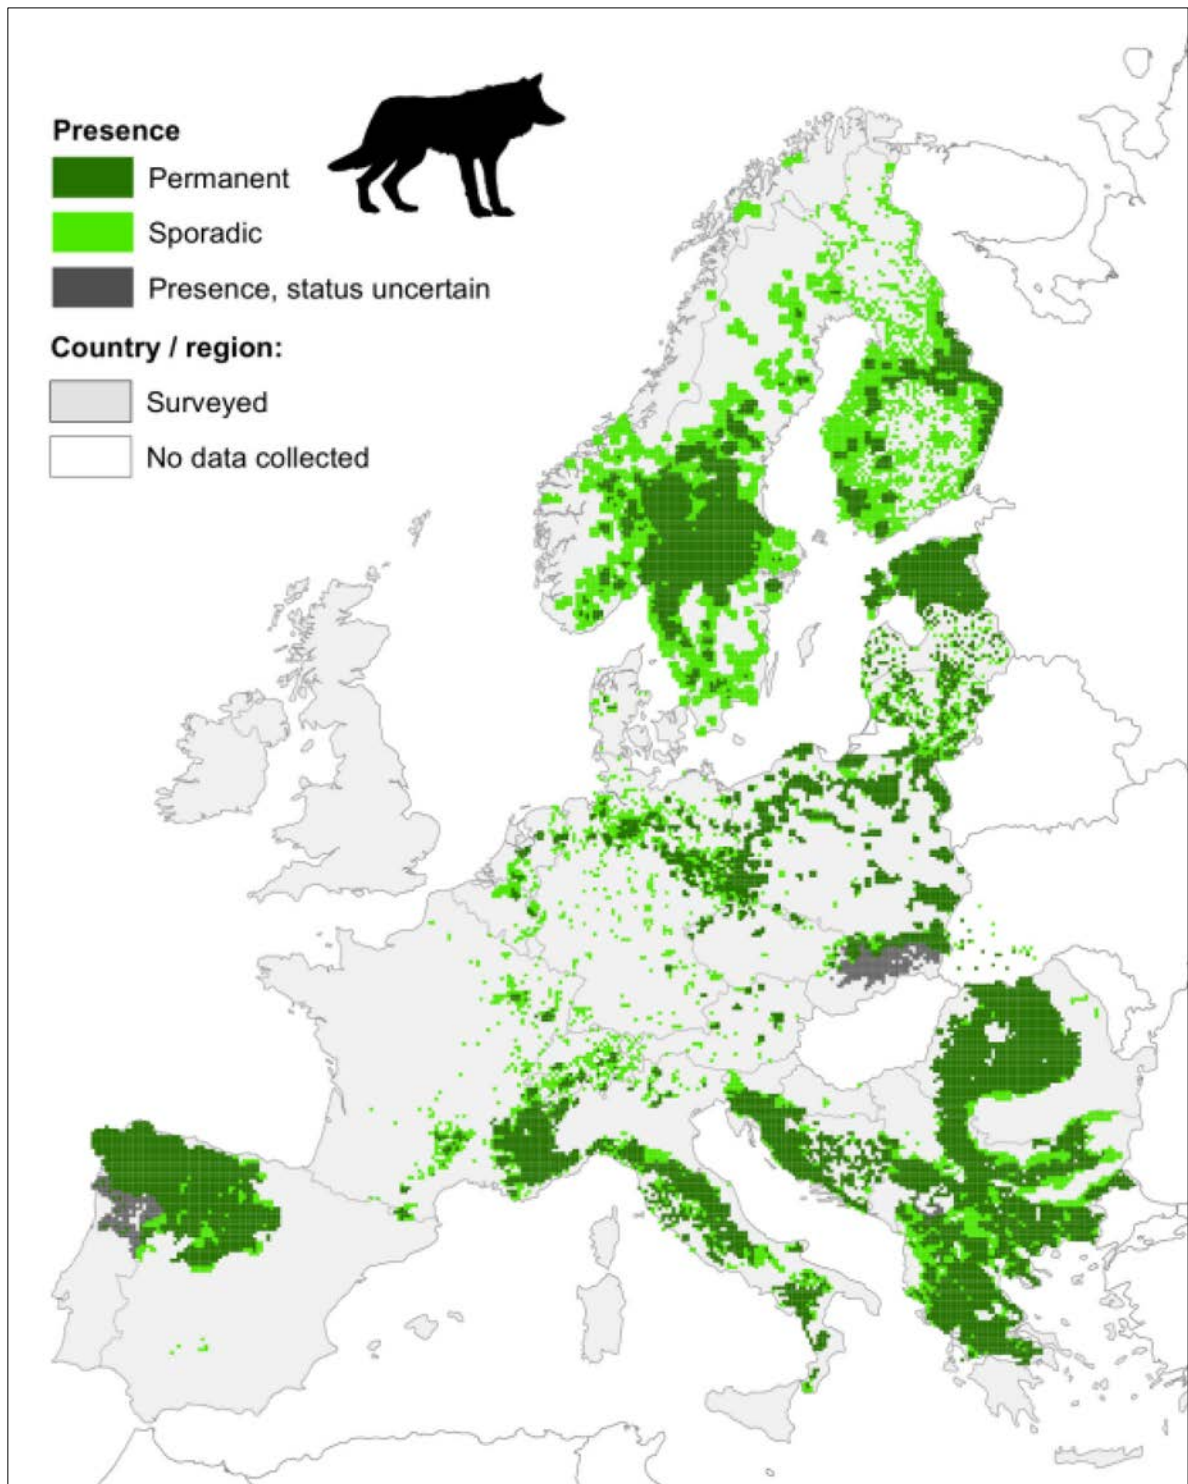 Presence
Permanent
Sporadic
Presence, status uncertain
Country / region:
Surveyed
No data collected